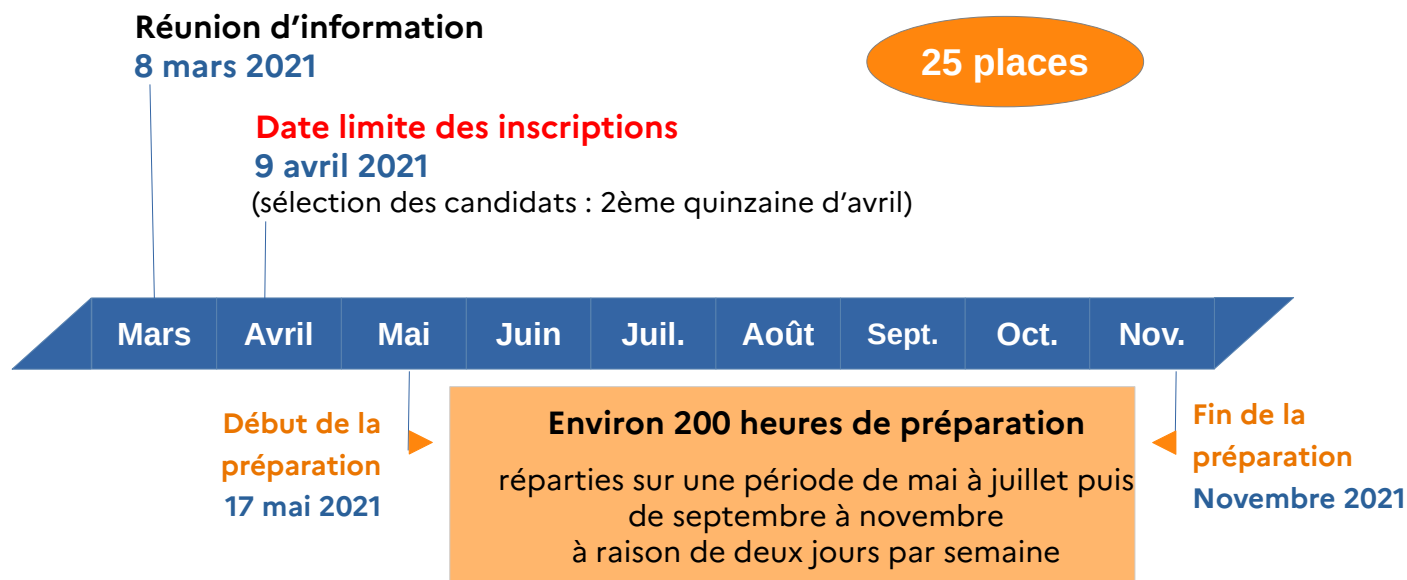 Réunion d’information
8 mars 2021
25 places
Date limite des inscriptions
9 avril 2021
(sélection des candidats : 2ème quinzaine d’avril)
Mars Avril Mai Juin Juil. Août Sept. Oct. Nov.
Début de la
préparation
17 mai 2021
Environ 200 heures de préparation
réparties sur une période de mai à juillet puis
de septembre à novembre
à raison de deux jours par semaine
Fin de la
préparation
Novembre 2021